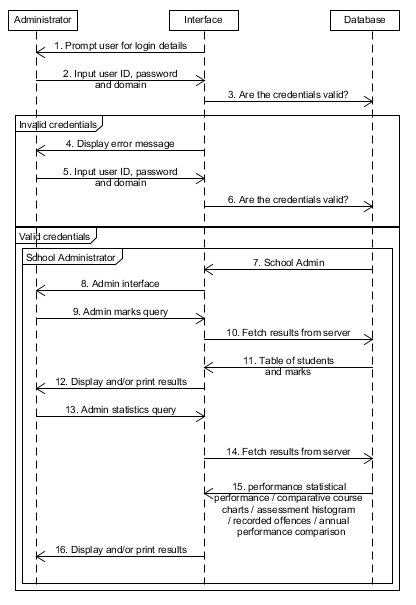 Administrator
Interface
Database
1. Prompt user for login details
2. Input user ID, password
and domain
3. Are the credentials valid?
Invalid credentials
4. Display error message
5. Input user ID, password
and domain
6. Are the credentials valid?
Valid credentials
School Administrator
7. School Admin
8. Admin interface
9. Admin marks query
10. Fetch results from server
11. Table of students
and marks
12. Display and/or print results
13. Admin statistics query
14. Fetch results from server
15. performance statistical
performance / comparative course
charts / assessment histogram
/ recorded offences / annual
performance comparison
16. Display and/or print results